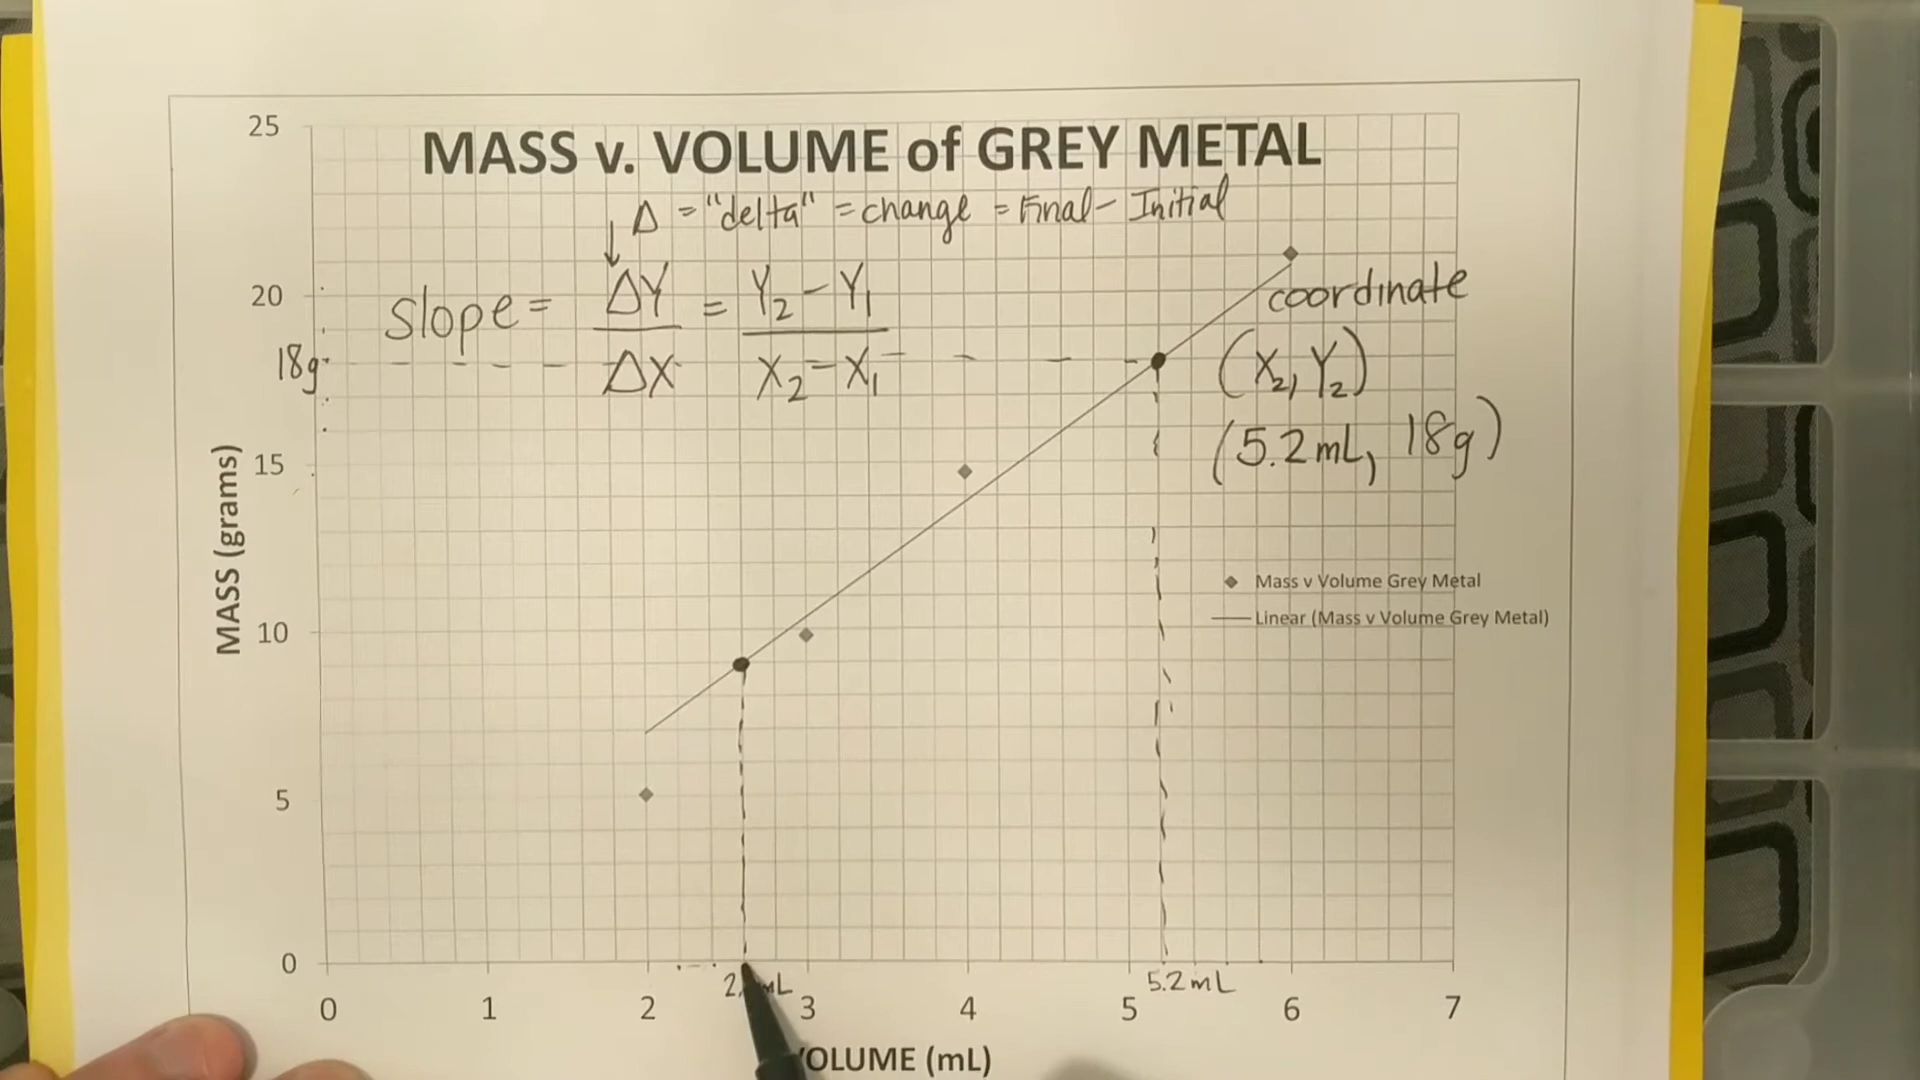 MASS v. VOLUME of GREY METAL
Δ = "delta" = change = Final - Initial
↓
Slope = ΔY/ΔX = Y₂-Y₁/X₂-X₁
coordinate
(X₂, Y₂)
(5.2mL, 18g)
25
20
18g
15
10
5
0
MASS (grams)
Mass v Volume Grey Metal
Linear (Mass v Volume Grey Metal)
5.2mL
0 1 2 3 4 5 6 7
(mL)